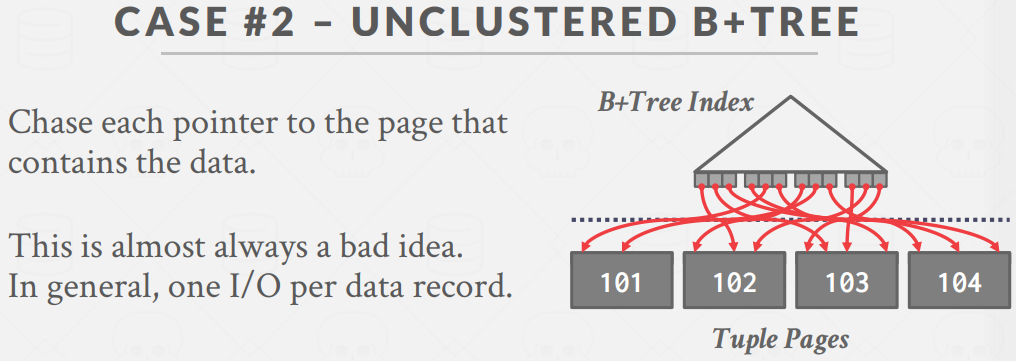 CASE #2 – UNCLUSTERED B+TREE
Chase each pointer to the page that
contains the data.
This is almost always a bad idea.
In general, one I/O per data record.
B+Tree Index
101 102 103 104
Tuple Pages